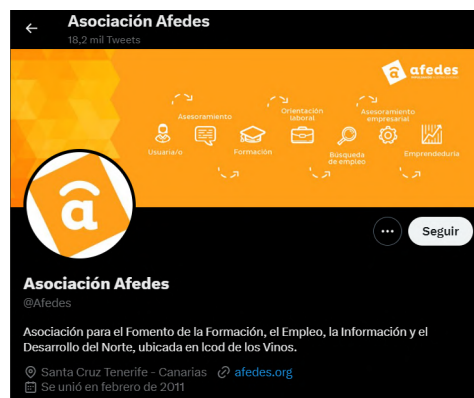 Asociación Afedes
18,2 mil Tweets
afedes
Asesoramiento
Orientación
laboral
Asesoramiento
empresarial
Usuaria/o
Formación
Búsqueda
de empleo
Emprendeduría
a
Seguir
Asociación Afedes
@Afedes
Asociación para el Fomento de la Formación, el Empleo, la Información y el
Desarrollo del Norte, ubicada en Icod de los Vinos.
Santa Cruz Tenerife - Canarias afedes.org
Se unió en febrero de 2011